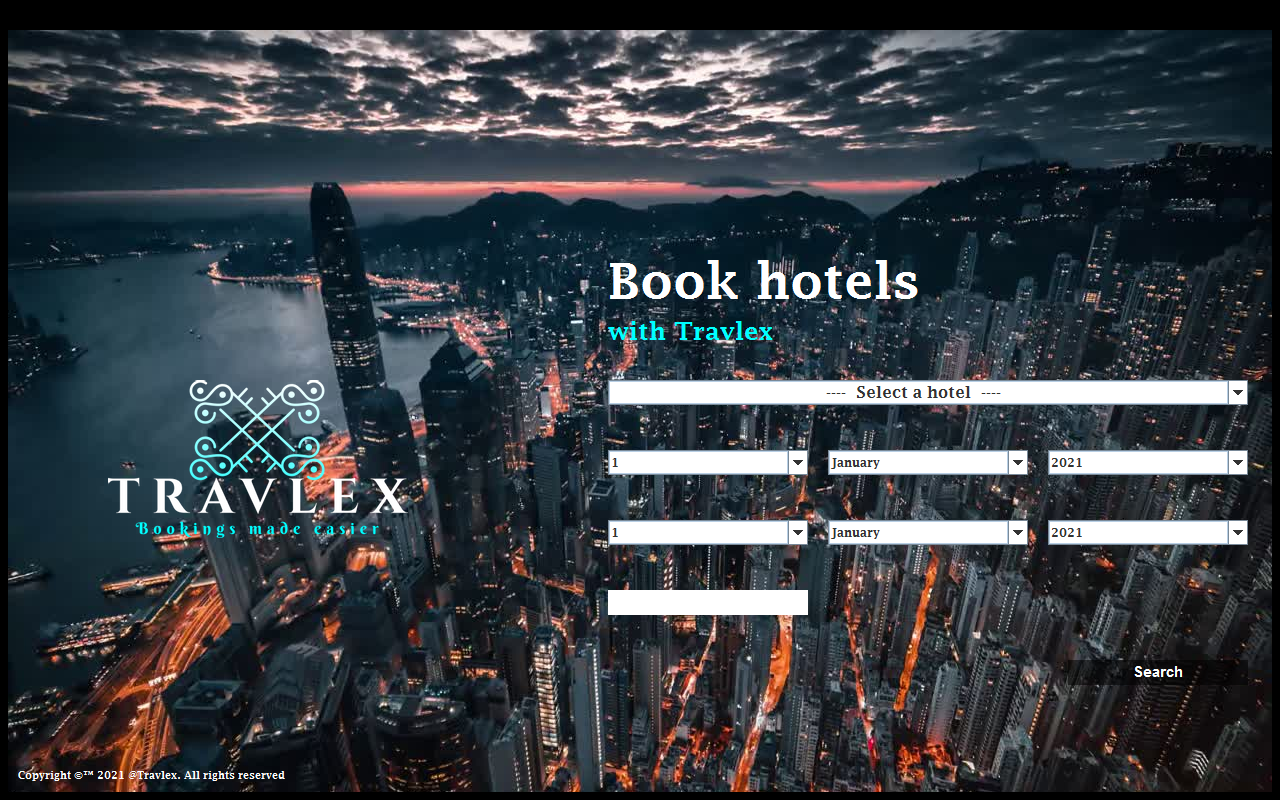 Book hotels
with Travlex
---- Select a hotel ----
1 January 2021
TRAVLEX
Bookings made easier
1 January 2021
Search
Copyright ©™ 2021 @Travlex. All rights reserved